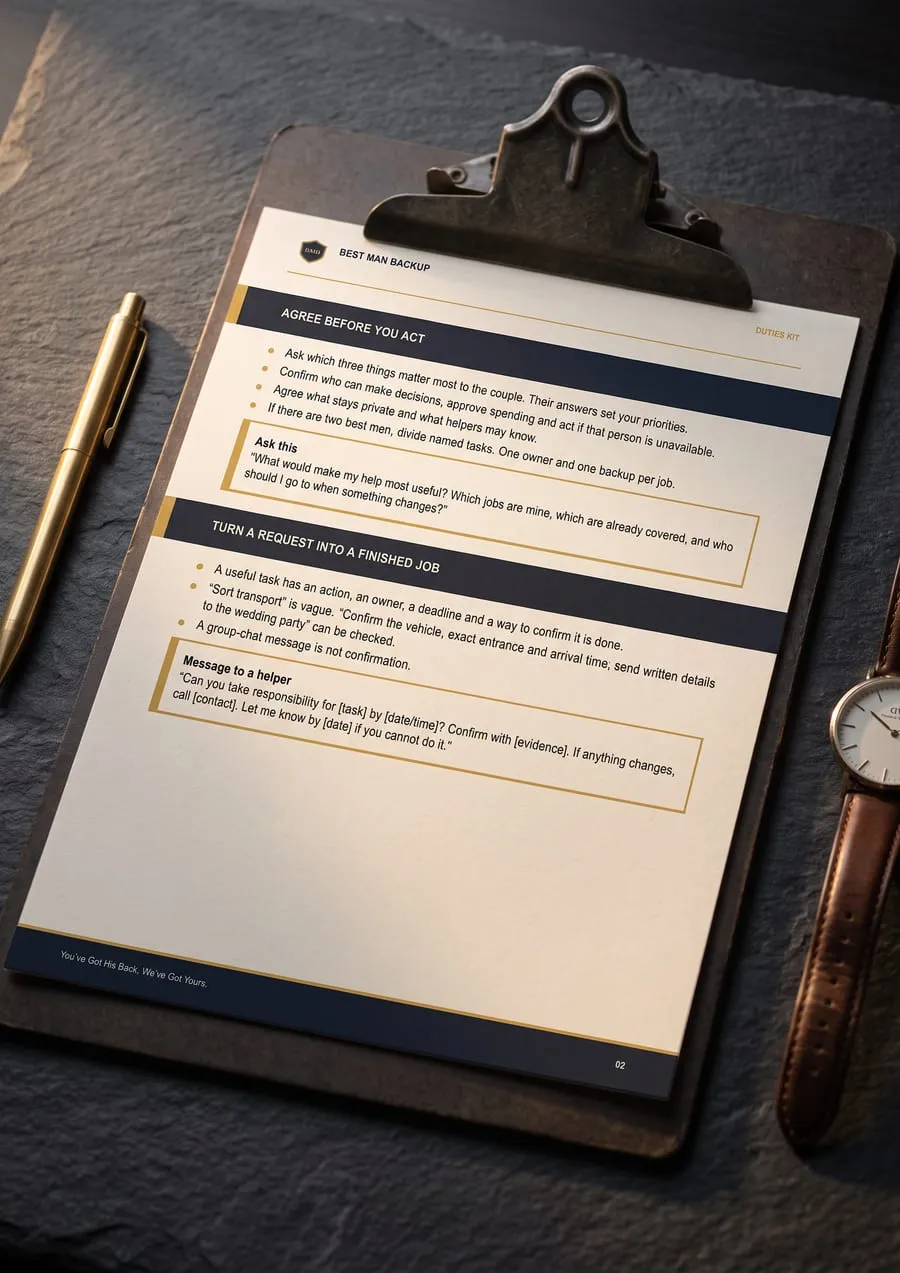 BMB
BEST MAN BACKUP
DUTIES KIT
AGREE BEFORE YOU ACT
Ask which three things matter most to the couple. Their answers set your priorities.
Confirm who can make decisions, approve spending and act if that person is unavailable.
Agree what stays private and what helpers may know.
If there are two best men, divide named tasks. One owner and one backup per job.
Ask this
"What would make my help most useful? Which jobs are mine, which are already covered, and who
should I go to when something changes?"
TURN A REQUEST INTO A FINISHED JOB
A useful task has an action, an owner, a deadline and a way to confirm it is done.
"Sort transport" is vague. "Confirm the vehicle, exact entrance and arrival time; send written details
to the wedding party" can be checked.
A group-chat message is not confirmation.
Message to a helper
"Can you take responsibility for [task] by [date/time]? Confirm with [evidence]. If anything changes,
call [contact]. Let me know by [date] if you cannot do it."
You've Got His Back, We've Got Yours.
02